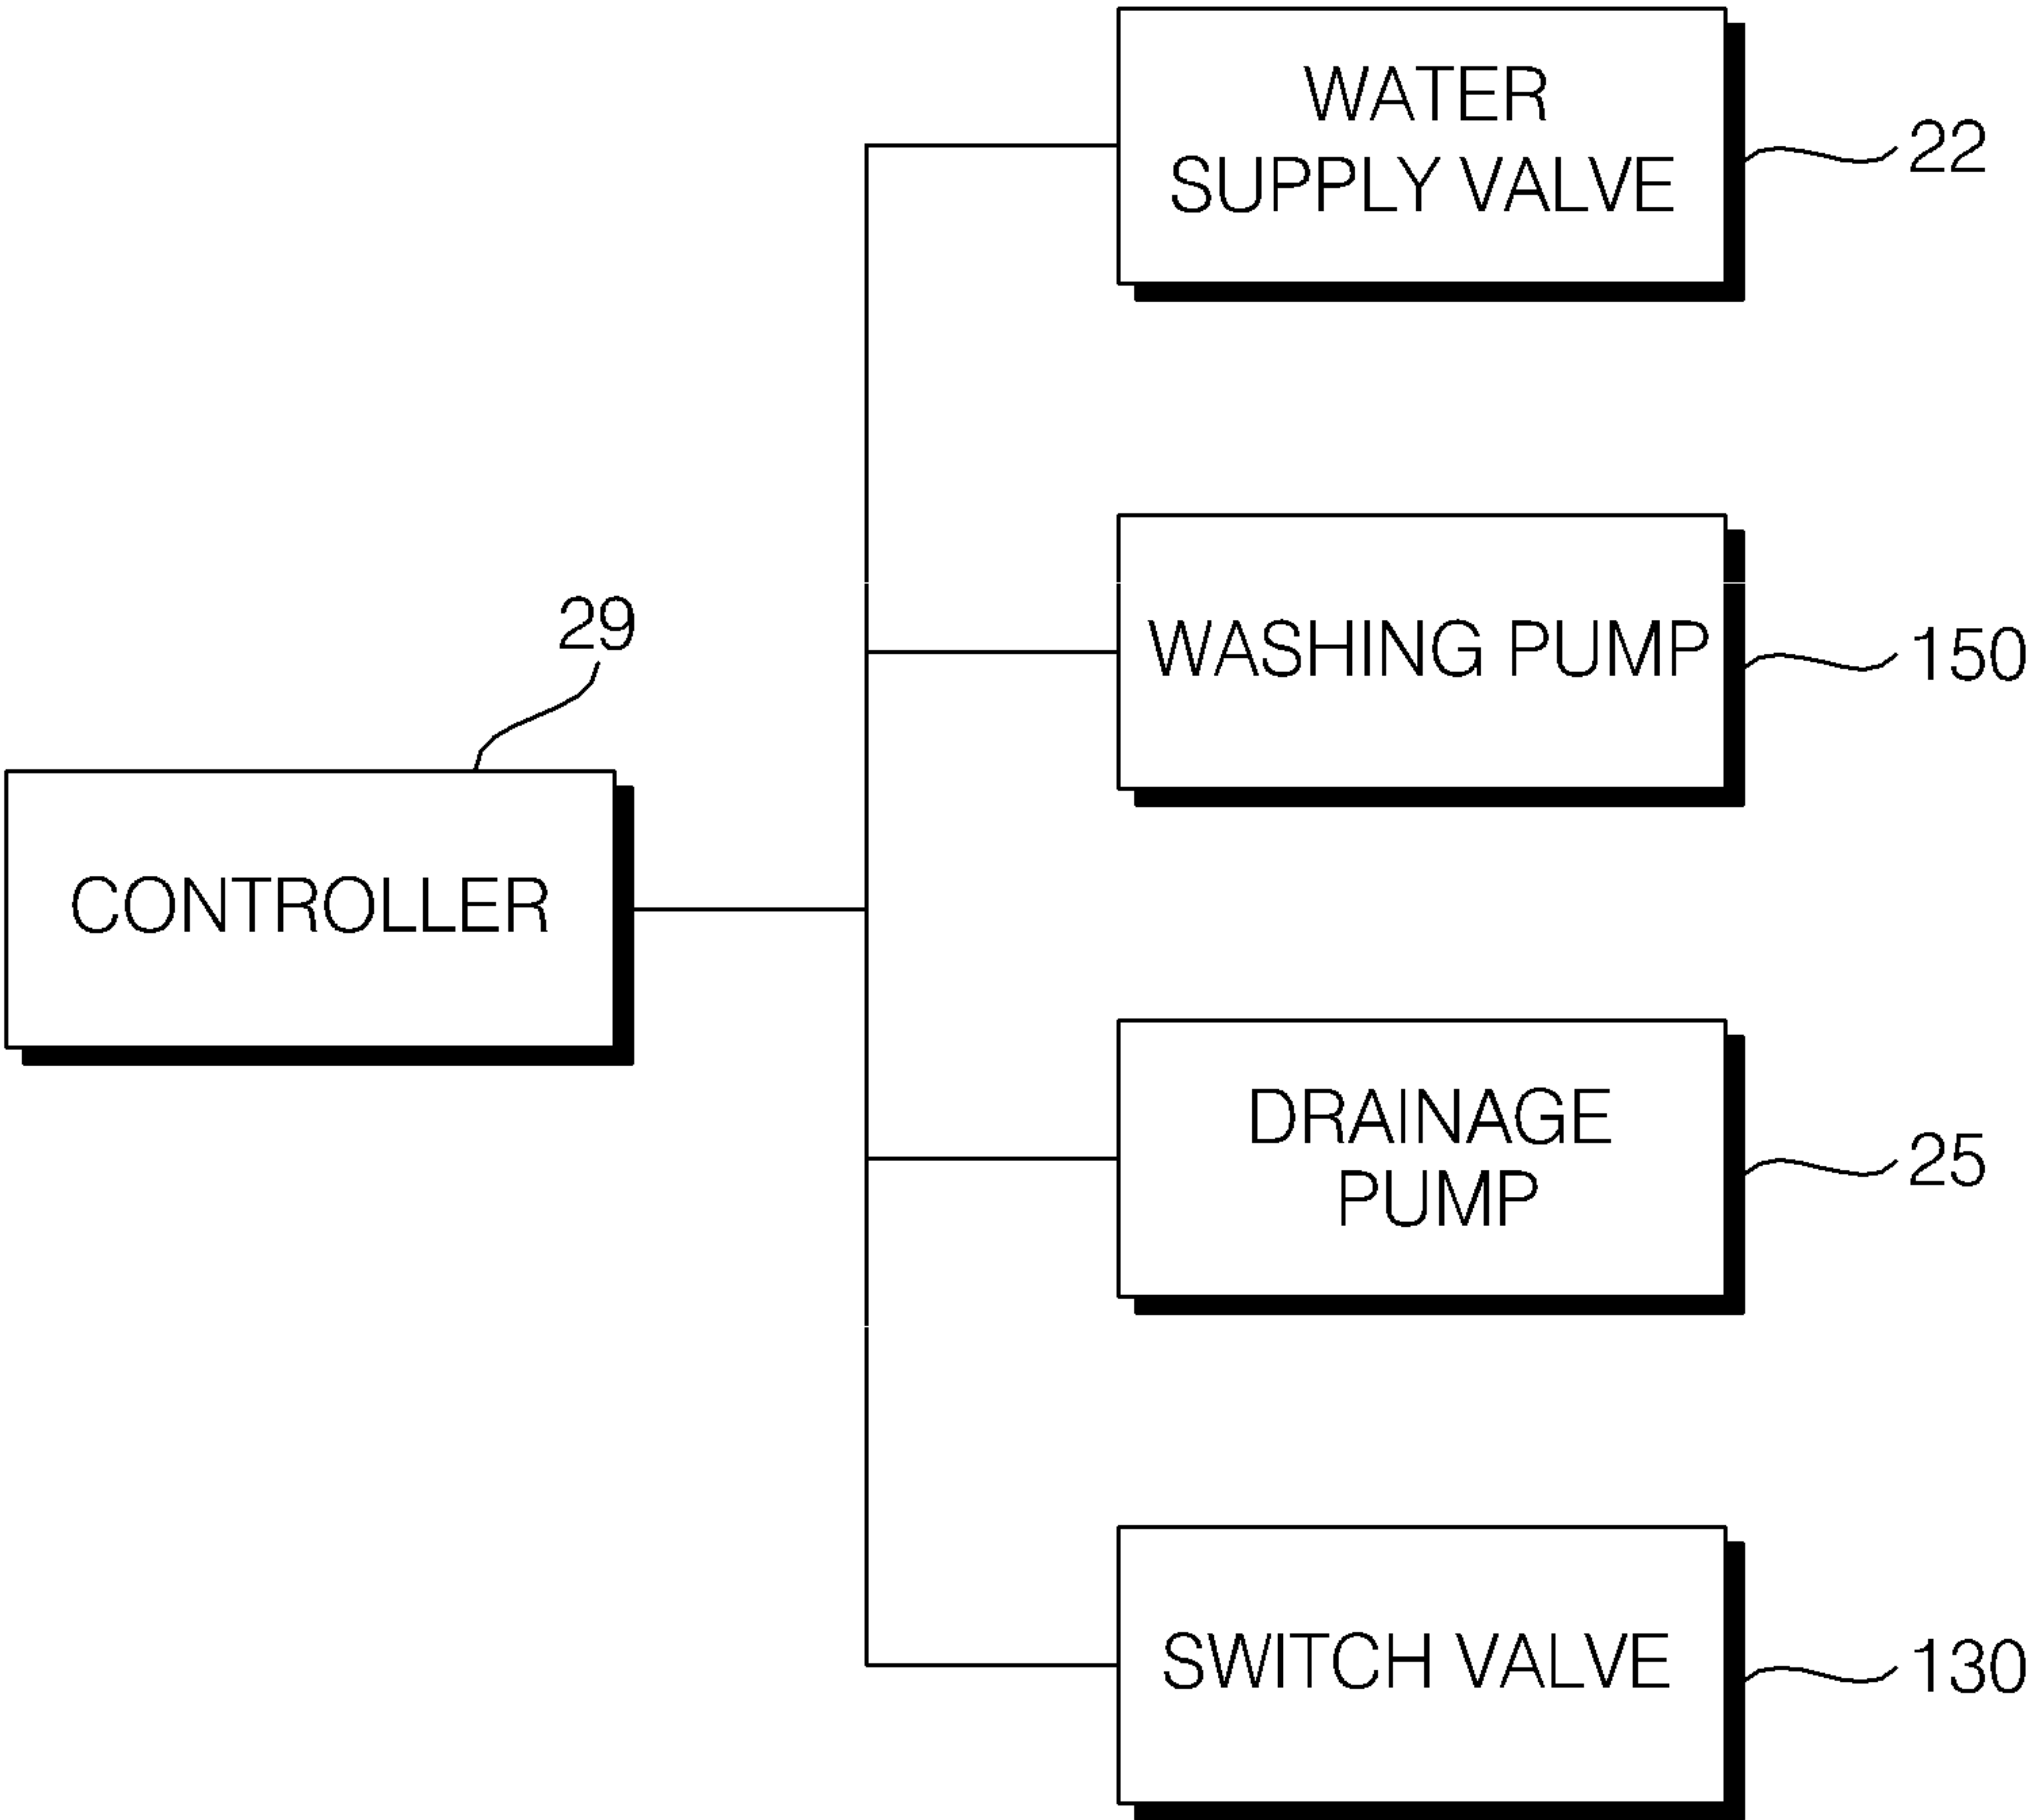 WATER
SUPPLY VALVE
22
WASHING PUMP
150
29
CONTROLLER
DRAINAGE
PUMP
25
SWITCH VALVE
130